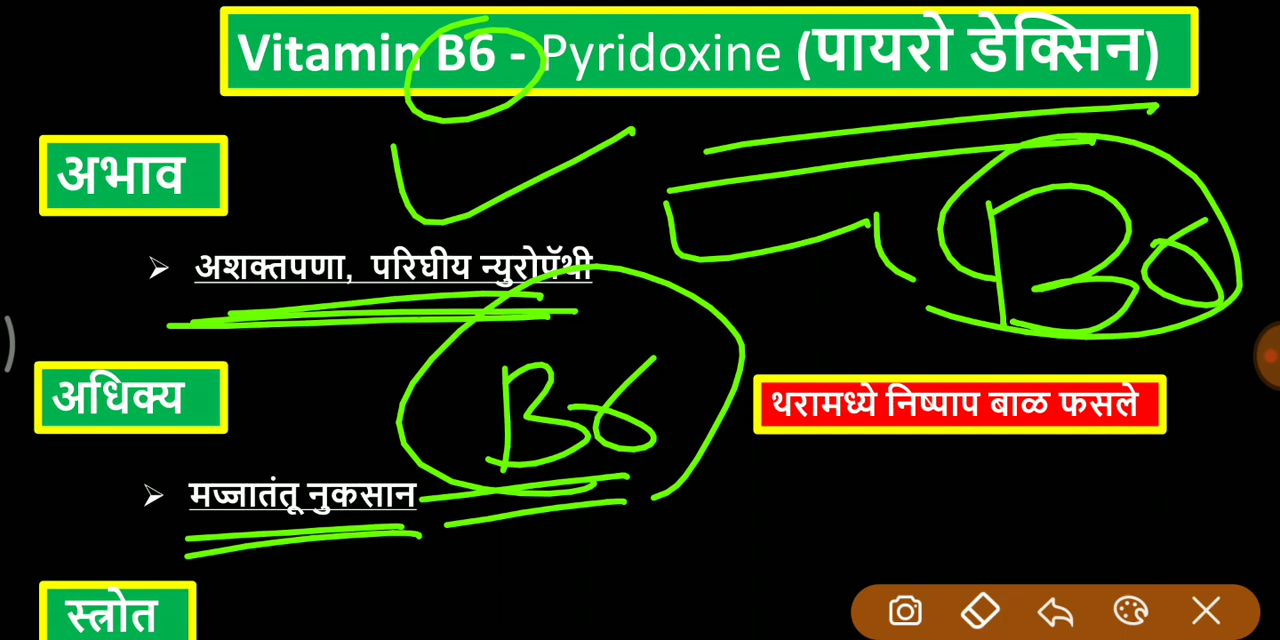 Vitamin B6 - Pyridoxine (पायरो डेक्सिन)
अभाव
अशक्तपणा, परिघीय न्युरोपॅथी
B6
अधिक्य
B6
थरामध्ये निष्पाप बाळ फसले
मज्जातंतू नुकसान
स्त्रोत